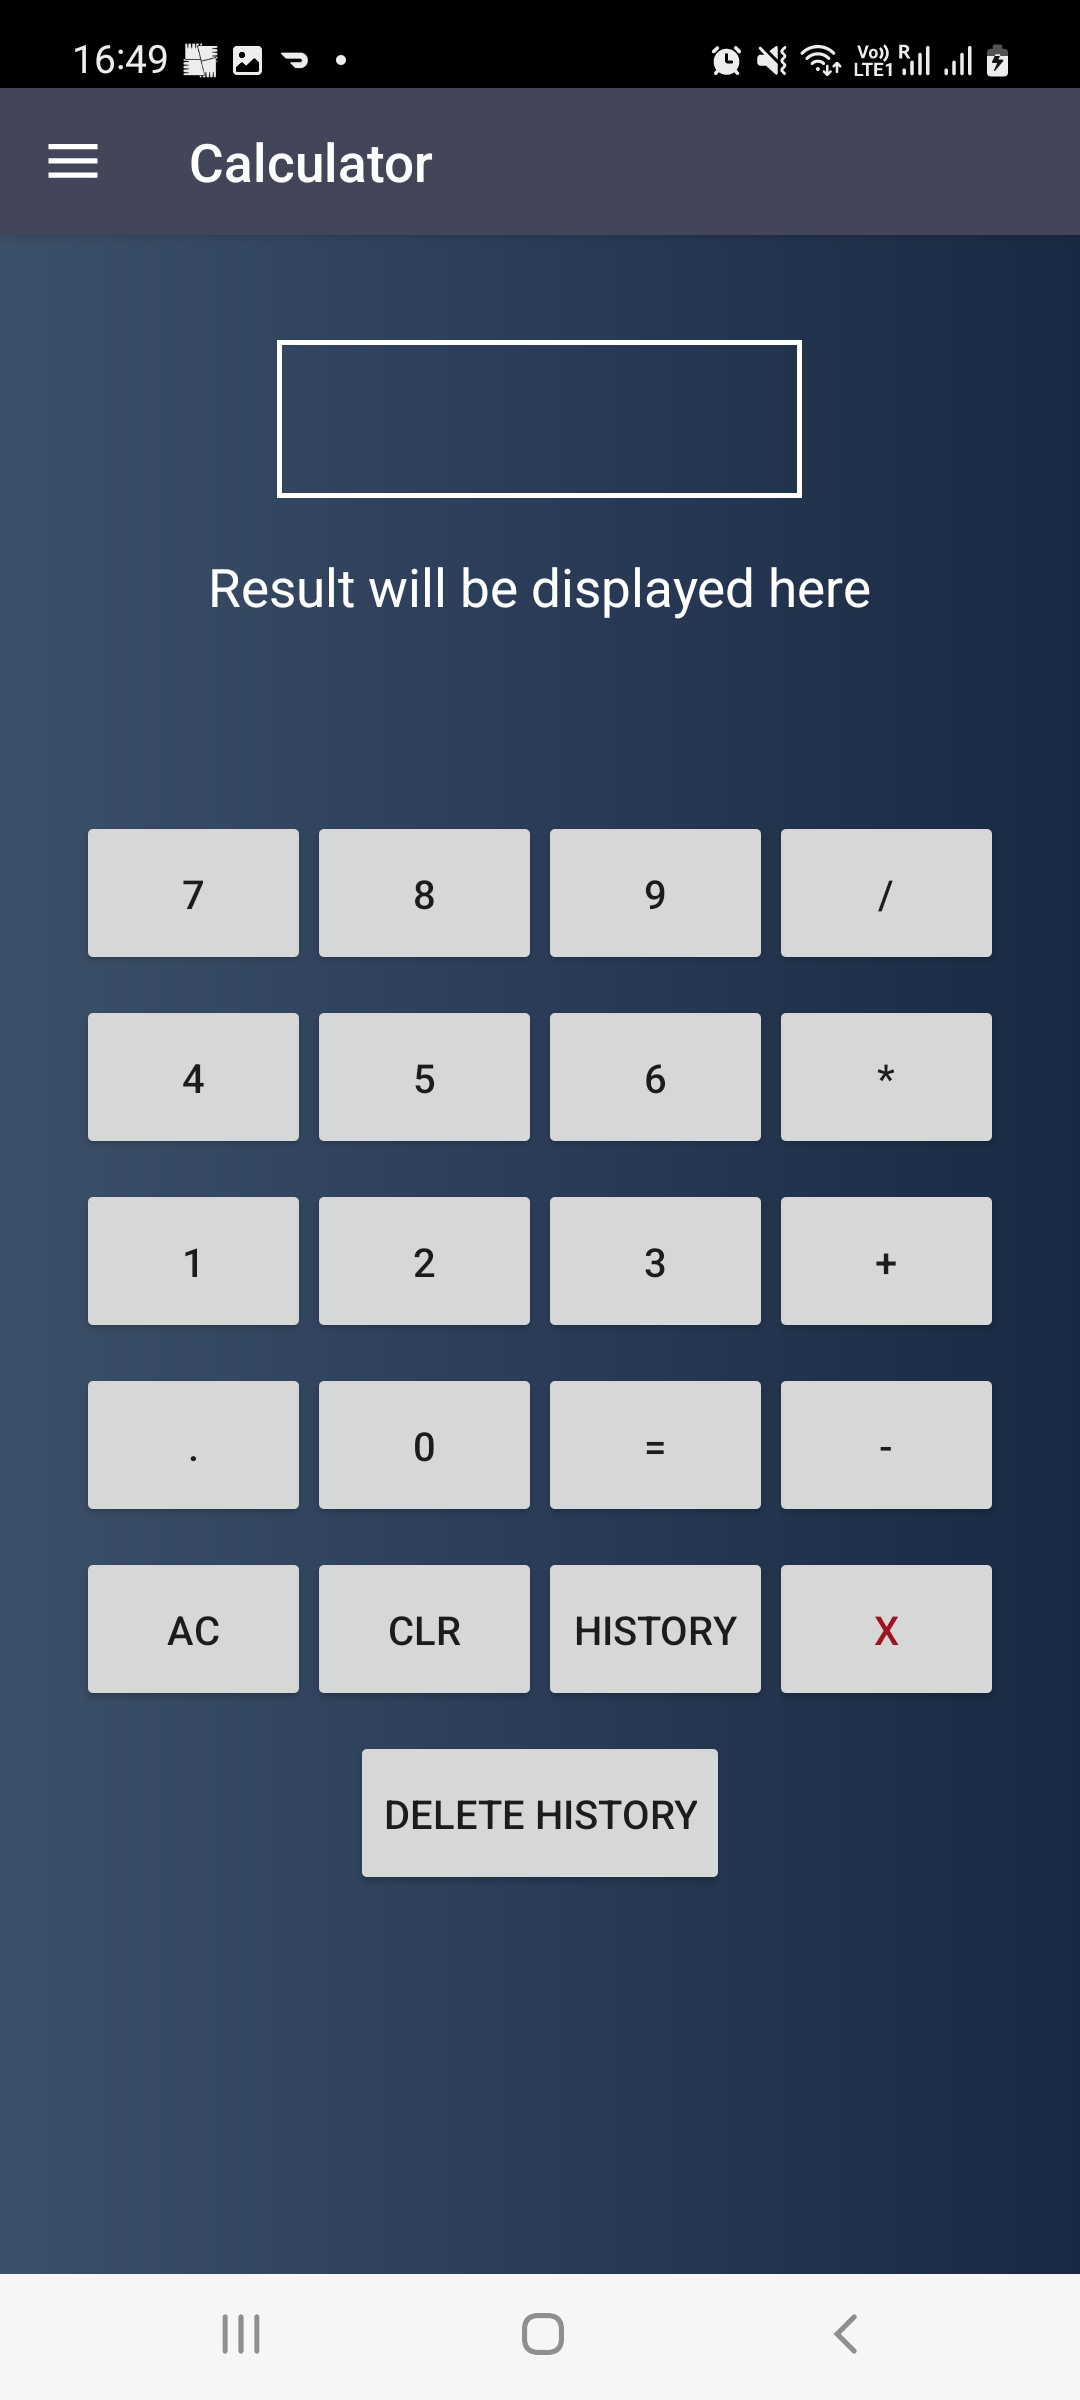 16:49 Vo)) LTE1 R
Calculator
Result will be displayed here
7 8 9 /
4 5 6 *
1 2 3 +
. 0 = -
AC CLR HISTORY X
DELETE HISTORY